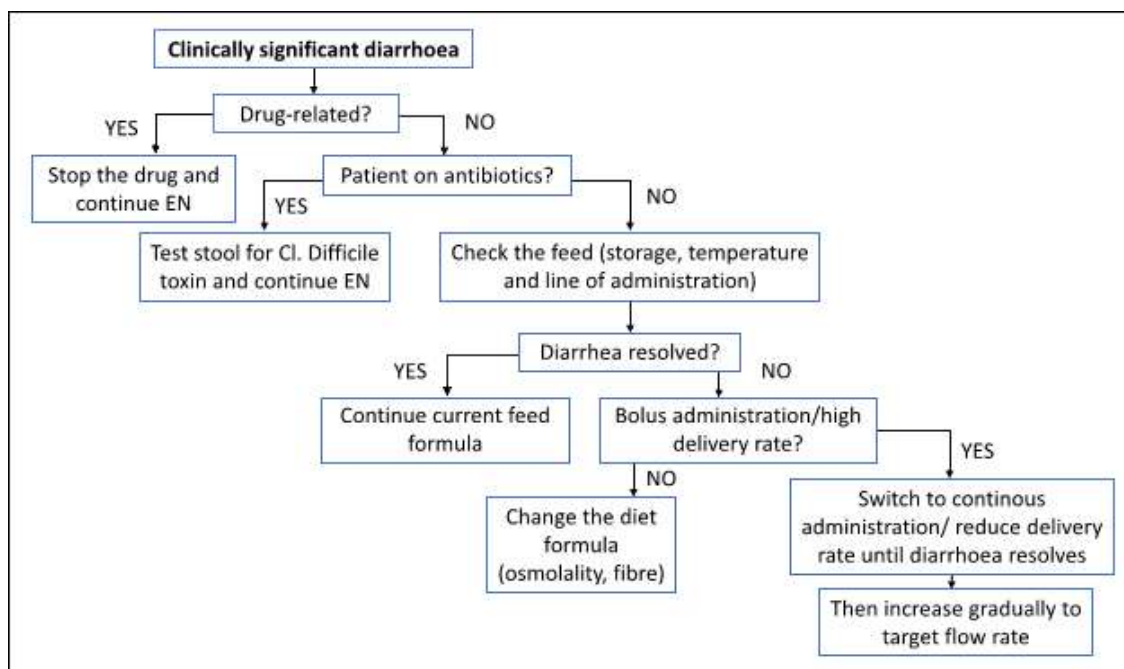 Clinically significant diarrhoea
Drug-related?
YES
NO
Stop the drug and
continue EN
Patient on antibiotics?
YES
NO
Test stool for Cl. Difficile
toxin and continue EN
Check the feed (storage, temperature
and line of administration)
Diarrhea resolved?
YES
NO
Continue current feed
formula
Bolus administration/high
delivery rate?
YES
NO
Change the diet
formula
(osmolality, fibre)
Switch to continous
administration/ reduce delivery
rate until diarrhoea resolves
Then increase gradually to
target flow rate